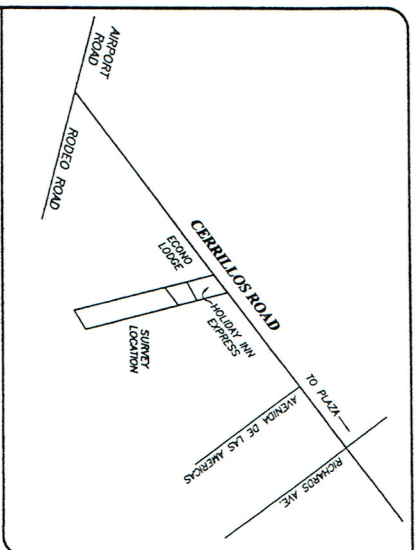 AIRPORT
ROAD
RODEO ROAD
CERRILLOS ROAD
ECONO
LODGE
HOLIDAY INN
EXPRESS
SURVEY
LOCATION
TO PLAZA
AVENIDA DE LAS AMERICAS
RICHARDS AVE.